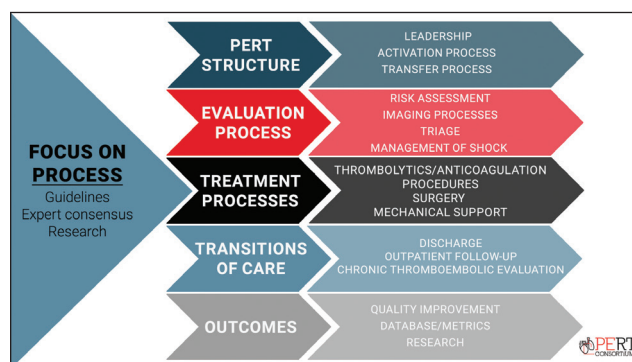 FOCUS ON
PROCESS
Guidelines
Expert consensus
Research
PERT
STRUCTURE
LEADERSHIP
ACTIVATION PROCESS
TRANSFER PROCESS
EVALUATION
PROCESS
RISK ASSESSMENT
IMAGING PROCESSES
TRIAGE
MANAGEMENT OF SHOCK
TREATMENT
PROCESSES
THROMBOLYTICS/ANTICOAGULATION
PROCEDURES
SURGERY
MECHANICAL SUPPORT
TRANSITIONS
OF CARE
DISCHARGE
OUTPATIENT FOLLOW-UP
CHRONIC THROMBOEMBOLIC EVALUATION
OUTCOMES
QUALITY IMPROVEMENT
DATABASE/METRICS
RESEARCH
PERT
CONSORTIUM